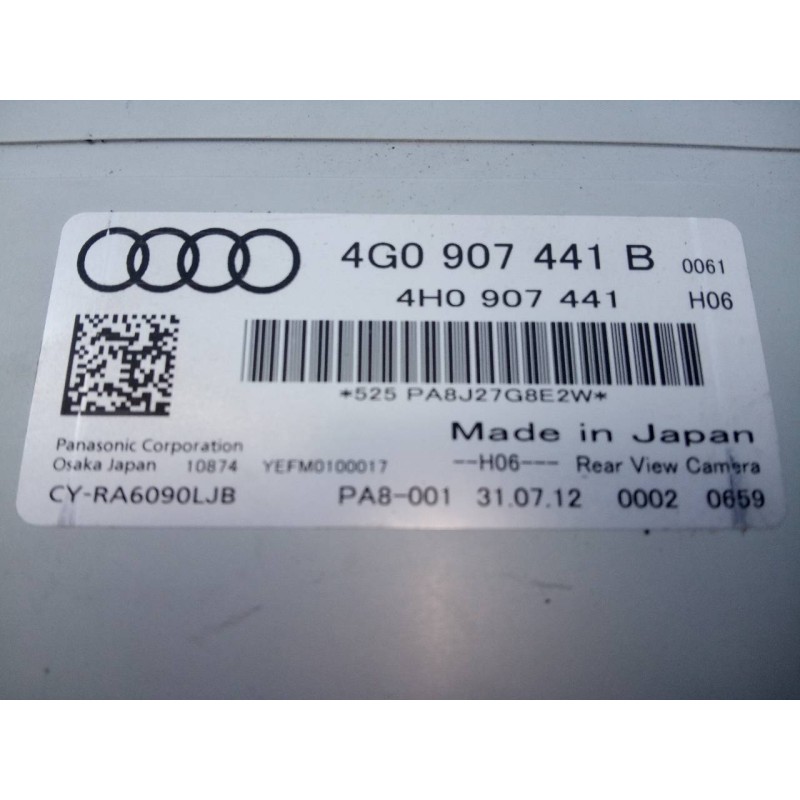 4G0 907 441 B 0061
4H0 907 441 H06
*525 PA8J27G8E2W*
Made in Japan
Panasonic Corporation
Osaka Japan 10874 YEFM0100017 --H06--- Rear View Camera
CY-RA6090LJB PA8-001 31.07.12 0002 0659